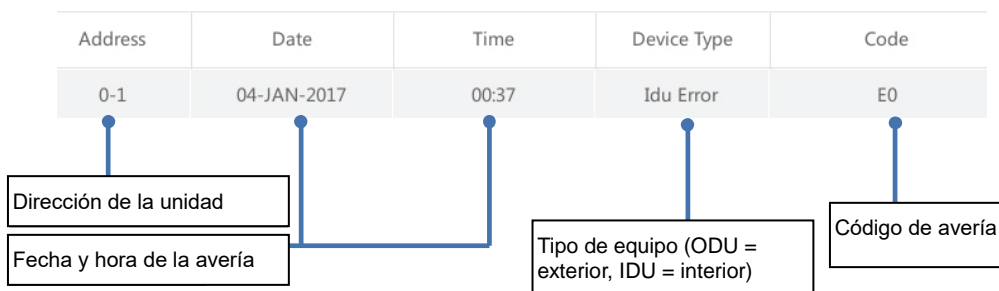 Address Date Time Device Type Code
0-1 04-JAN-2017 00:37 Idu Error E0
Dirección de la unidad
Fecha y hora de la avería
Tipo de equipo (ODU =
exterior, IDU = interior)
Código de avería